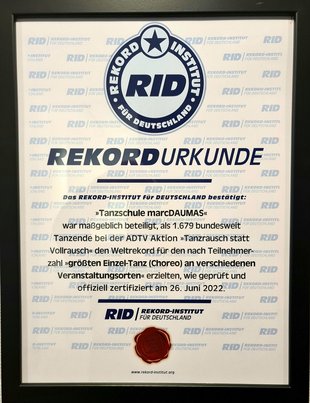 REKORD INSTITUT
RID
FÜR DEUTSCHLAND
REKORDURKUNDE
Das REKORD-INSTITUT für DEUTSCHLAND bestätigt:
»Tanzschule marcDAUMAS«
war maßgeblich beteiligt, als 1.679 bundesweit
Tanzende bei der ADTV Aktion »Tanzrausch statt
Vollrausch« den Weltrekord für den nach Teilnehmer-
zahl »größten Einzel-Tanz (Choreo) an verschiedenen
Veranstaltungsorten« erzielten, wie geprüft und
offiziell zertifiziert am 26. Juni 2022.
RID REKORD-INSTITUT
FÜR DEUTSCHLAND
www.rekord-institut.org